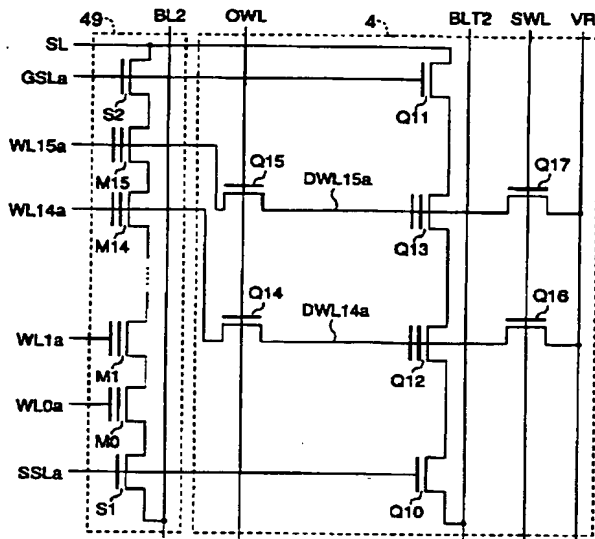 49 BL2 OWL 4 BLT2 SWL VR
SL
GSLa
S2 Q11
WL15a Q15 DWL15a Q17
M15
WL14a Q13
M14
Q14 DWL14a Q16
WL1a
M1 Q12
WL0a
M0
SSLa
S1 Q10